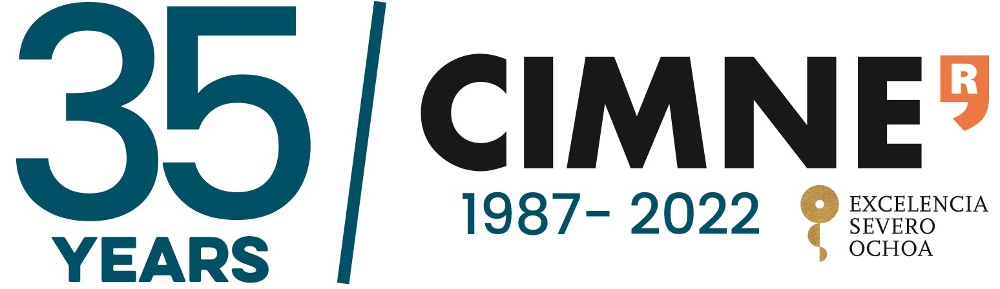 35
YEARS
CIMNE
R
1987- 2022
EXCELENCIA
SEVERO
OCHOA